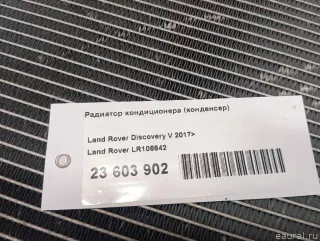 Радиатор кондиционера (конденсер)
Land Rover Discovery V 2017>
Land Rover LR106642
23 603 902
eaural.ru